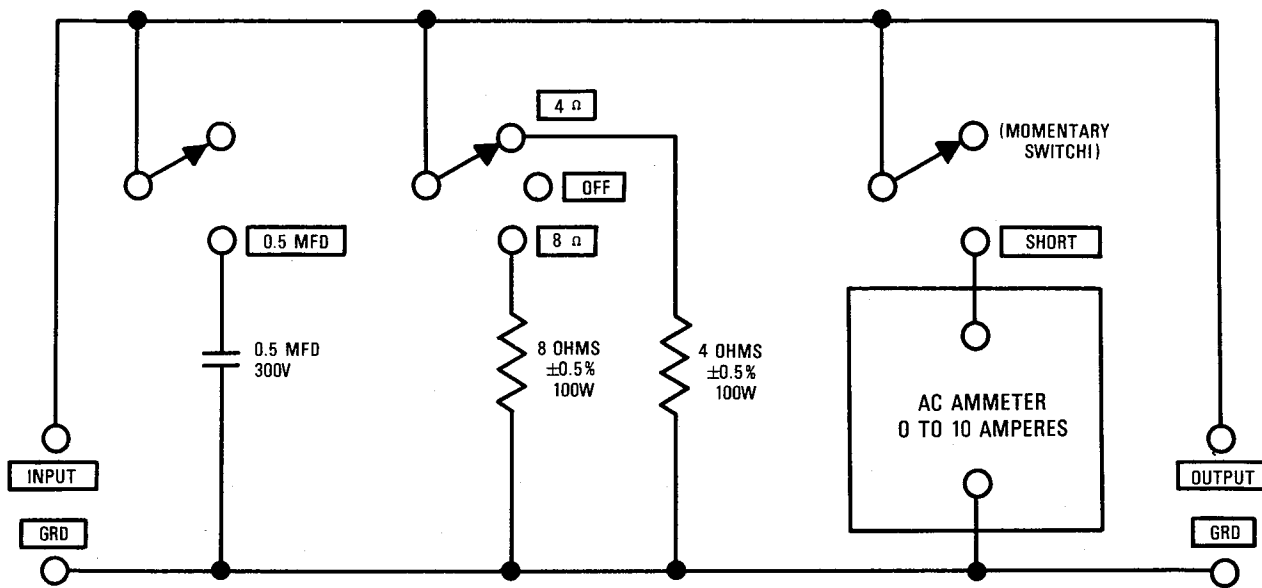 4 Ω
(MOMENTARY
SWITCHI)
OFF
0.5 MFD
8 Ω
SHORT
0.5 MFD
300V
8 OHMS
±0.5%
100W
4 OHMS
±0.5%
100W
AC AMMETER
0 TO 10 AMPERES
INPUT
OUTPUT
GRD
GRD